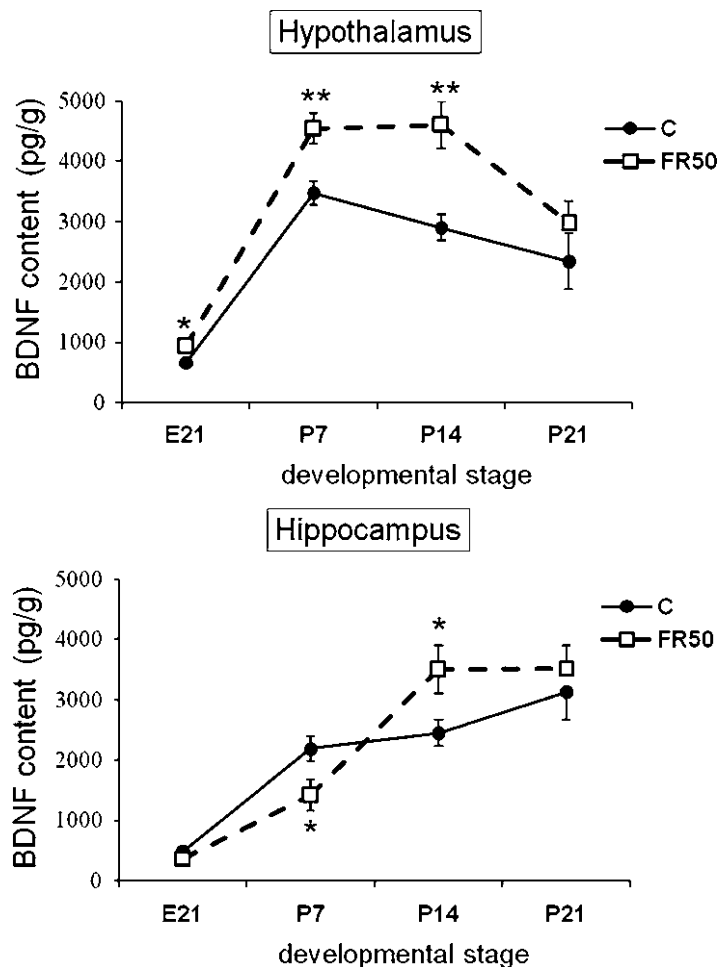 Hypothalamus
BDNF content (pg/g)
5000
4000
3000
2000
1000
0
**
**
*
C
FR50
E21 P7 P14 P21
developmental stage
Hippocampus
BDNF content (pg/g)
5000
4000
3000
2000
1000
0
*
*
C
FR50
E21 P7 P14 P21
developmental stage